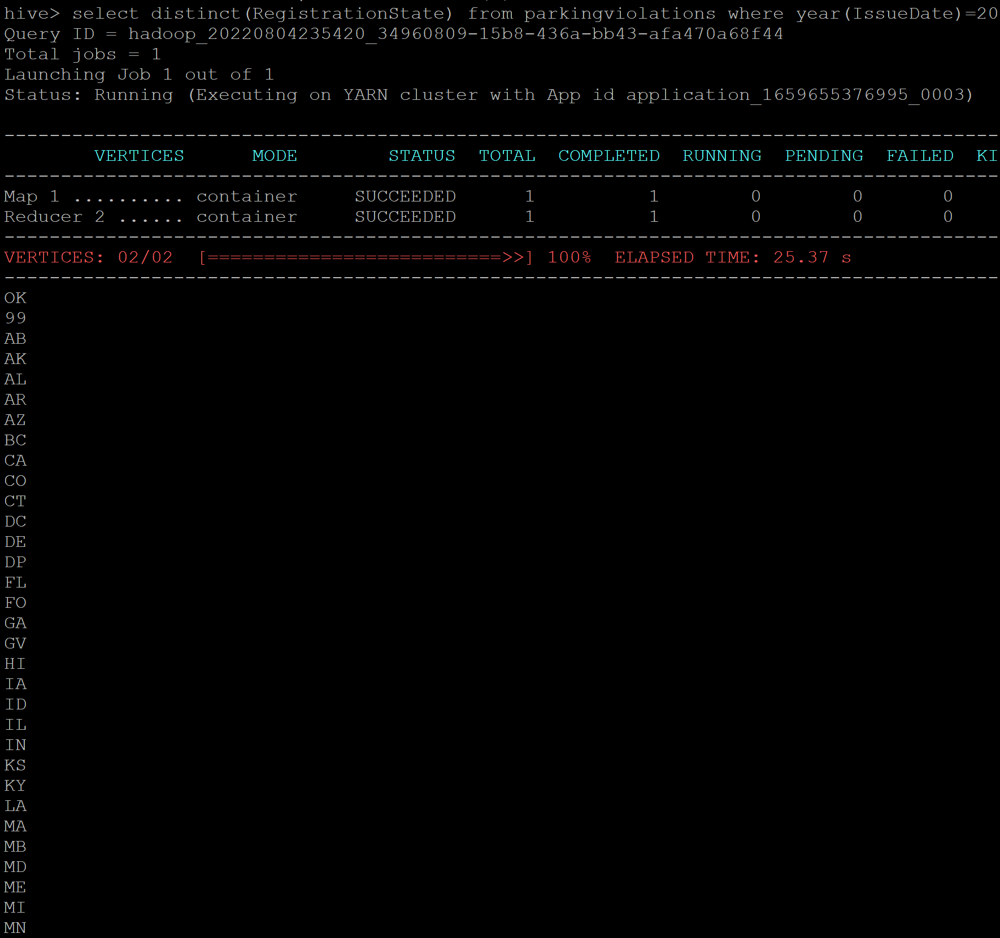 hive> select distinct(RegistrationState) from parkingviolations where year(IssueDate)=20
Query ID = hadoop_20220804235420_34960809-15b8-436a-bb43-afa470a68f44
Total jobs = 1
Launching Job 1 out of 1
Status: Running (Executing on YARN cluster with App id application_1659655376995_0003)
----------------------------------------------------------------------------------------
        VERTICES      MODE        STATUS  TOTAL  COMPLETED  RUNNING  PENDING  FAILED  KI
----------------------------------------------------------------------------------------
Map 1 .......... container     SUCCEEDED      1          1        0        0       0
Reducer 2 ...... container     SUCCEEDED      1          1        0        0       0
----------------------------------------------------------------------------------------
VERTICES: 02/02  [==========================>>] 100%  ELAPSED TIME: 25.37 s
----------------------------------------------------------------------------------------
OK
99
AB
AK
AL
AR
AZ
BC
CA
CO
CT
DC
DE
DP
FL
FO
GA
GV
HI
IA
ID
IL
IN
KS
KY
LA
MA
MB
MD
ME
MI
MN